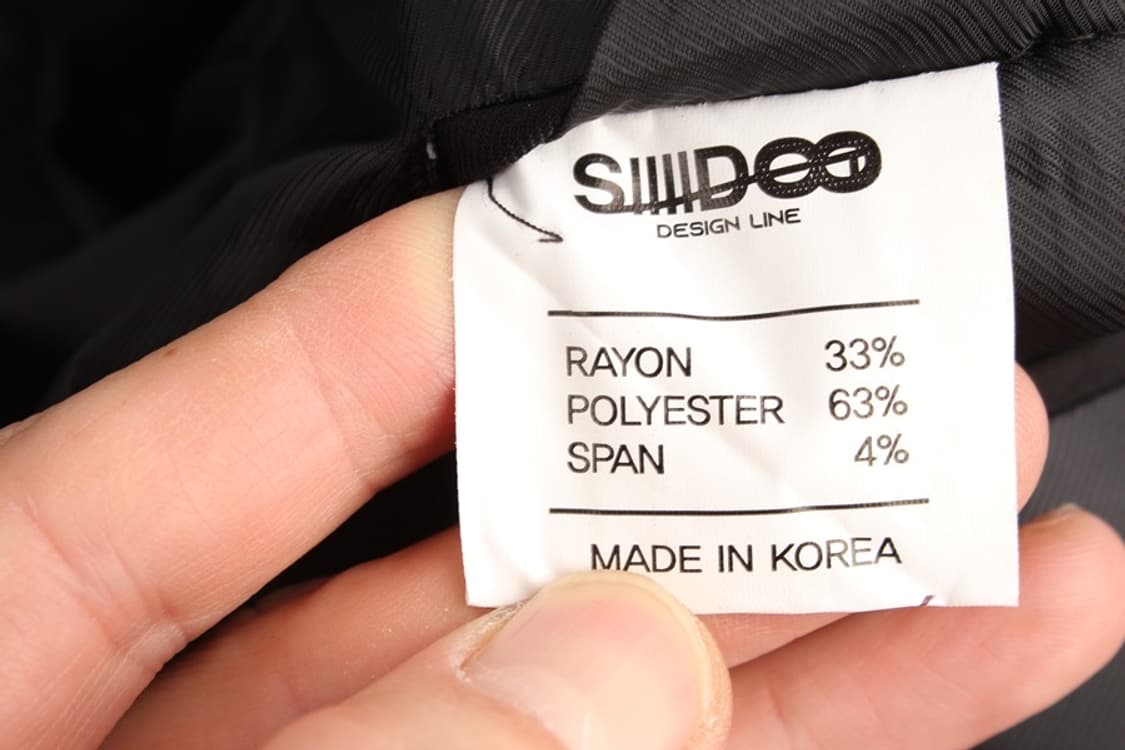 DESIGN LINE
RAYON 33%
POLYESTER 63%
SPAN 4%
MADE IN KOREA